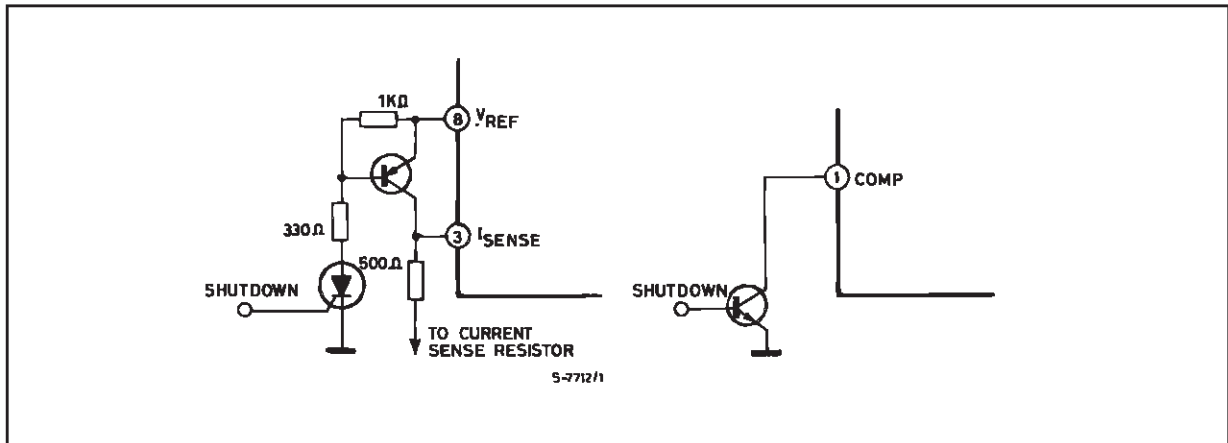 1KΩ
8 VREF
330Ω
3 ISENSE
500Ω
SHUTDOWN
TO CURRENT
SENSE RESISTOR
S-7712/1
1 COMP
SHUTDOWN